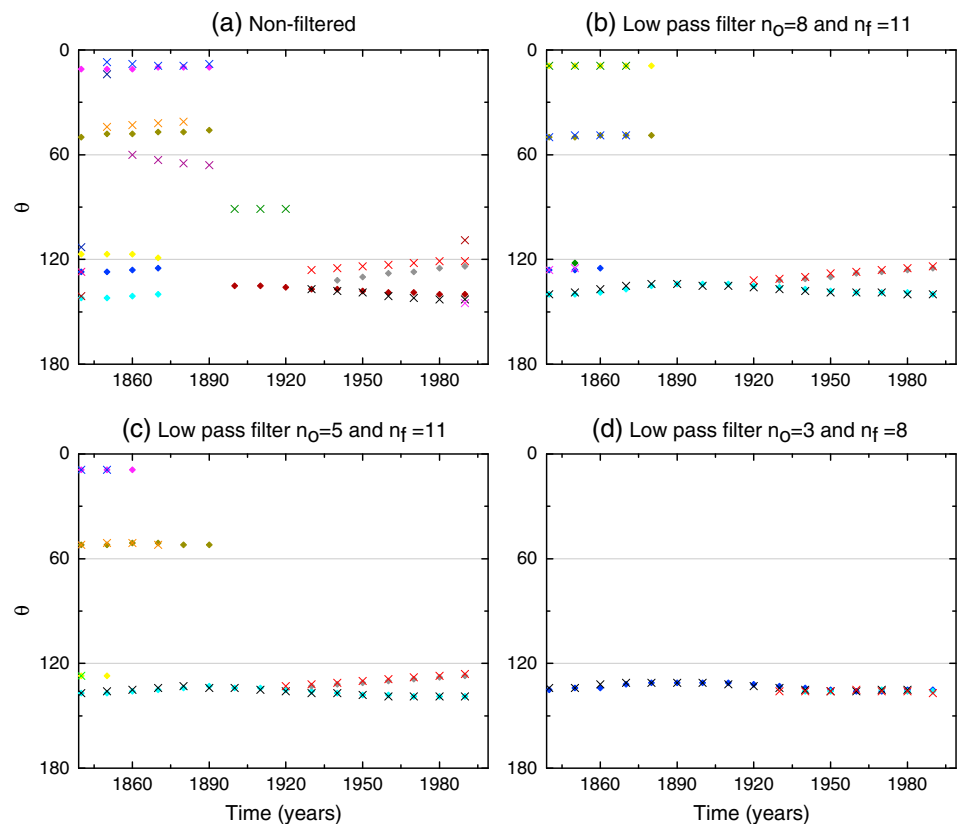 (a) Non-filtered
(b) Low pass filter no=8 and nf =11
0
60
120
180
θ
1860 1890 1920 1950 1980
0
60
120
180
1860 1890 1920 1950 1980
(c) Low pass filter no=5 and nf =11
(d) Low pass filter no=3 and nf =8
0
60
120
180
θ
1860 1890 1920 1950 1980
Time (years)
0
60
120
180
1860 1890 1920 1950 1980
Time (years)